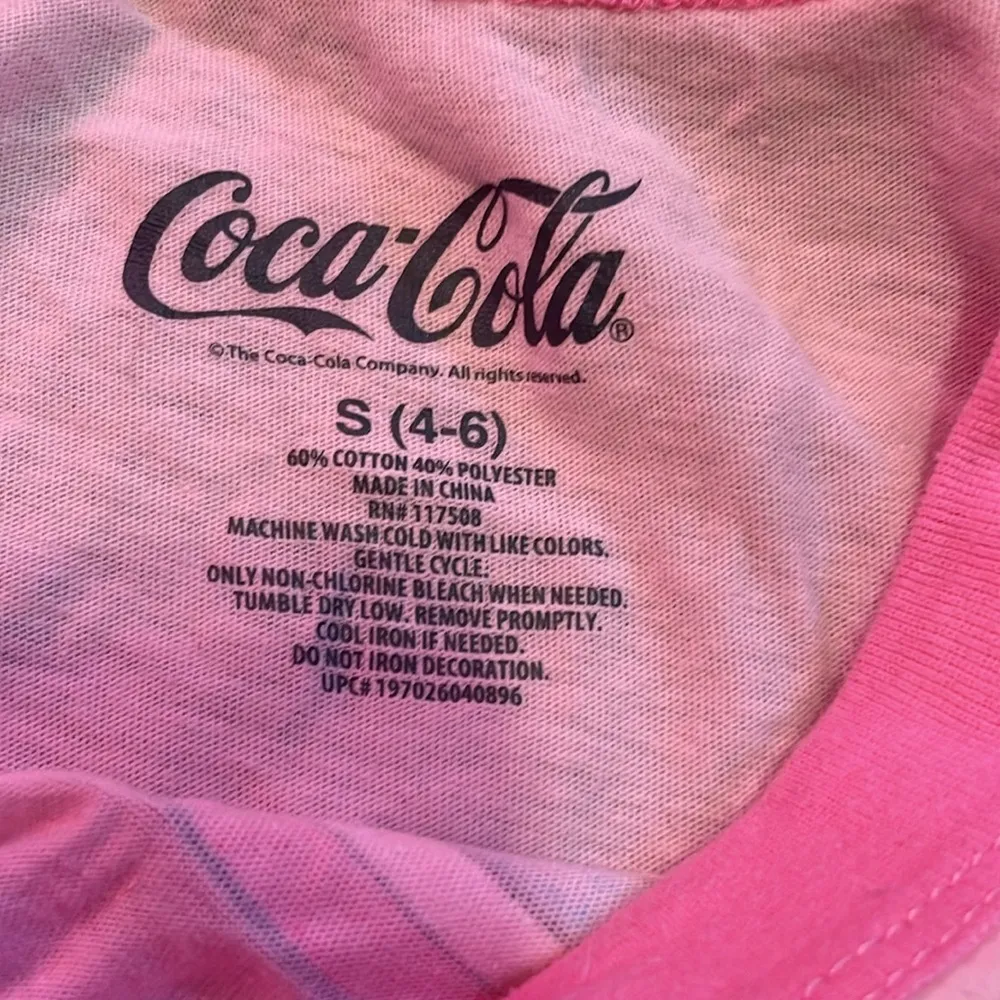 Coca-Cola®
©The Coca-Cola Company. All rights reserved.
S (4-6)
60% COTTON 40% POLYESTER
MADE IN CHINA
RN# 117508
MACHINE WASH COLD WITH LIKE COLORS.
GENTLE CYCLE.
ONLY NON-CHLORINE BLEACH WHEN NEEDED.
TUMBLE DRY LOW. REMOVE PROMPTLY.
COOL IRON IF NEEDED.
DO NOT IRON DECORATION.
UPC# 197026040896